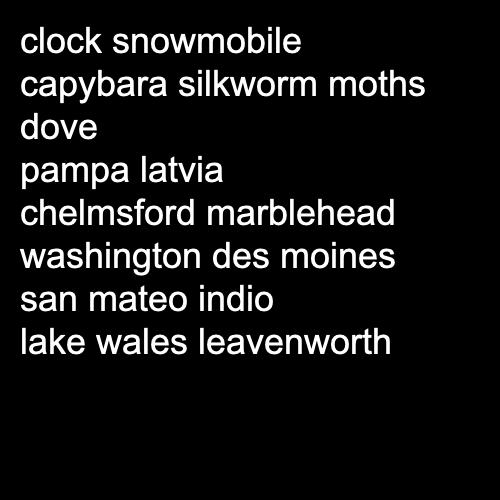 clock snowmobile
capybara silkworm moths
dove
pampa latvia
chelmsford marblehead
washington des moines
san mateo indio
lake wales leavenworth